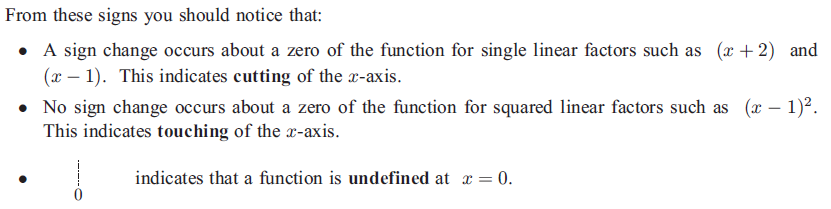 From these signs you should notice that:
• A sign change occurs about a zero of the function for single linear factors such as (x + 2) and
(x − 1). This indicates cutting of the x-axis.
• No sign change occurs about a zero of the function for squared linear factors such as (x − 1)².
This indicates touching of the x-axis.
• 0 indicates that a function is undefined at x = 0.